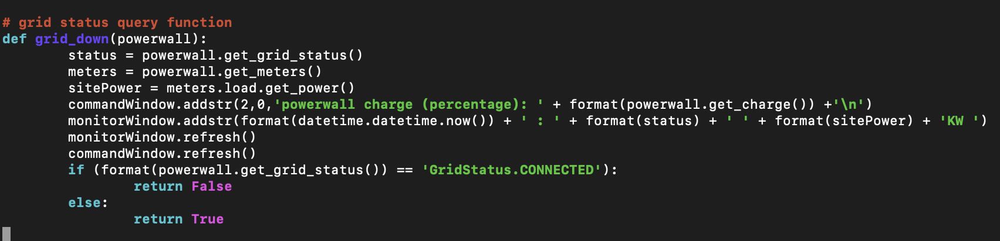 # grid status query function
def grid_down(powerwall):
        status = powerwall.get_grid_status()
        meters = powerwall.get_meters()
        sitePower = meters.load.get_power()
        commandWindow.addstr(2,0,'powerwall charge (percentage): ' + format(powerwall.get_charge()) +'\n')
        monitorWindow.addstr(format(datetime.datetime.now()) + ' : ' + format(status) + ' ' + format(sitePower) + 'KW ')
        monitorWindow.refresh()
        commandWindow.refresh()
        if (format(powerwall.get_grid_status()) == 'GridStatus.CONNECTED'):
                return False
        else:
                return True